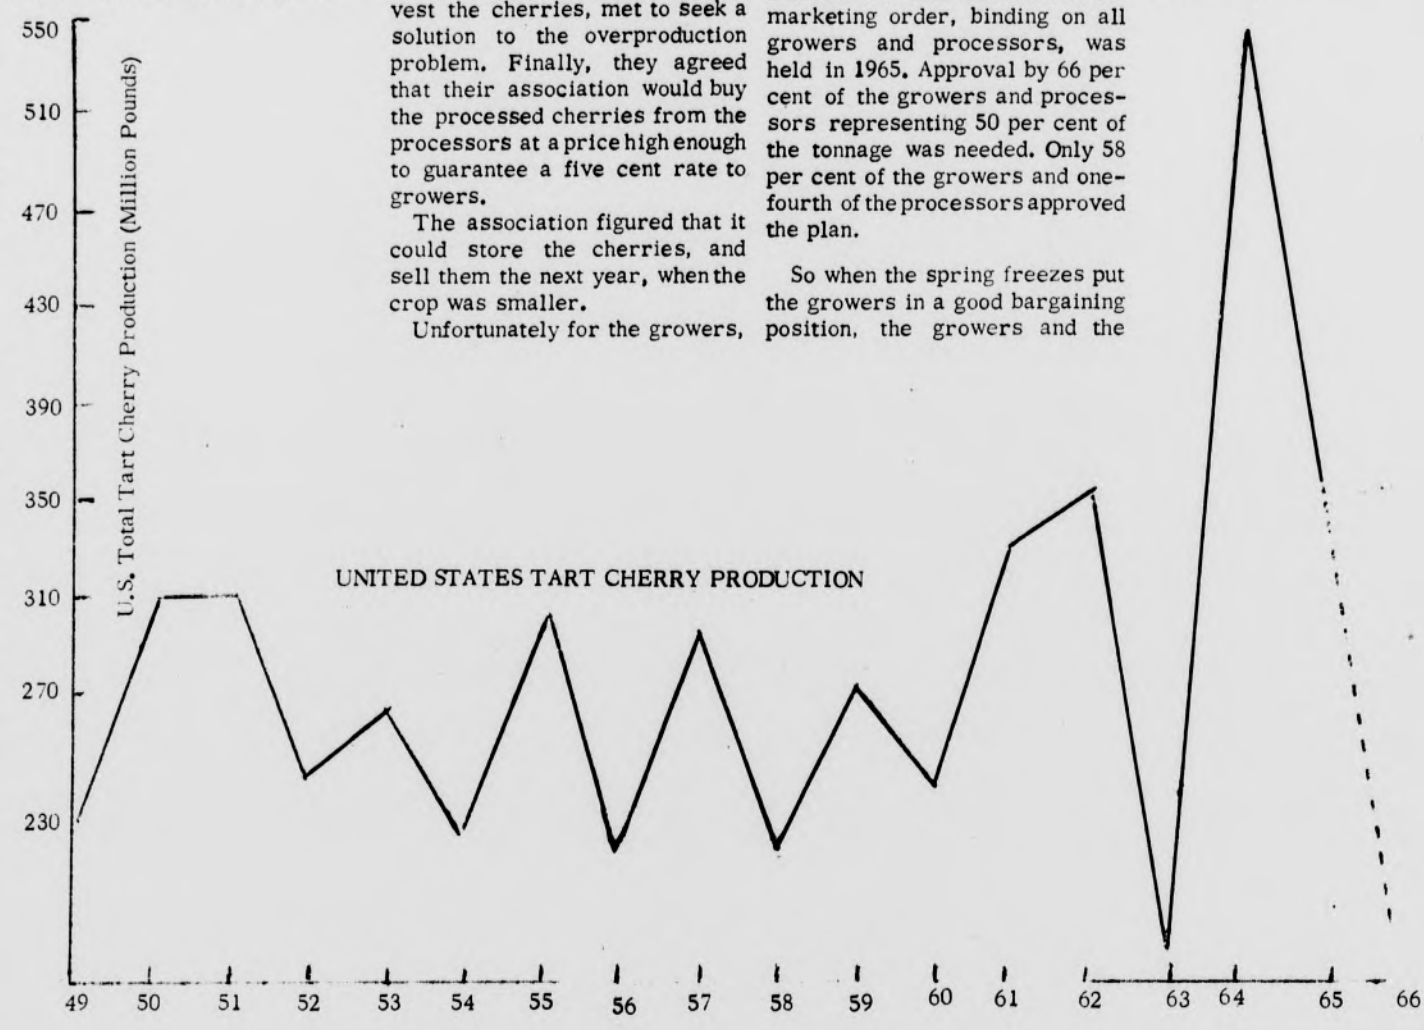 vest the cherries, met to seek a
solution to the overproduction
problem. Finally, they agreed
that their association would buy
the processed cherries from the
processors at a price high enough
to guarantee a five cent rate to
growers.
The association figured that it
could store the cherries, and
sell them the next year, when the
crop was smaller.
Unfortunately for the growers,
marketing order, binding on all
growers and processors, was
held in 1965. Approval by 66 per
cent of the growers and proces-
sors representing 50 per cent of
the tonnage was needed. Only 58
per cent of the growers and one-
fourth of the processors approved
the plan.
So when the spring freezes put
the growers in a good bargaining
position, the growers and the
U.S. Total Tart Cherry Production (Million Pounds)
550
510
470
430
390
350
310
270
230
UNITED STATES TART CHERRY PRODUCTION
49 50 51 52 53 54 55 56 57 58 59 60 61 62 63 64 65 66